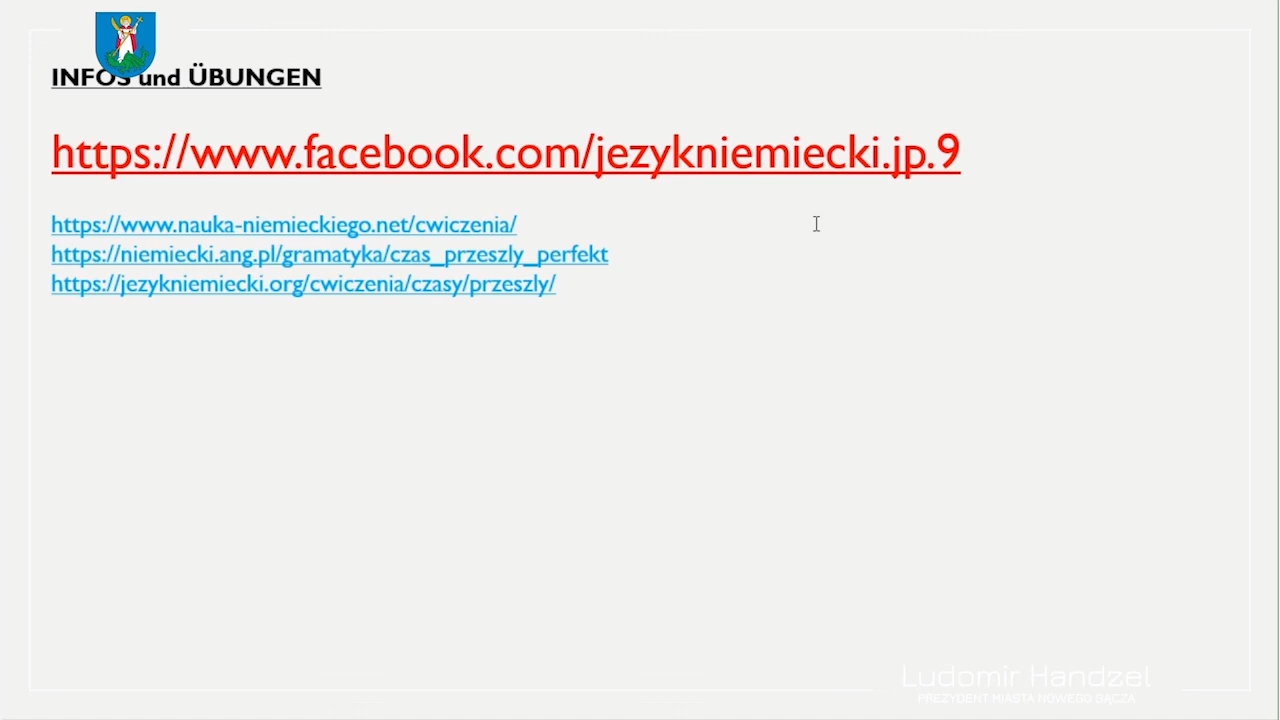 INFOS und ÜBUNGEN
https://www.facebook.com/jezykniemiecki.jp.9
https://www.nauka-niemieckiego.net/cwiczenia/
https://niemiecki.ang.pl/gramatyka/czas_przeszly_perfekt
https://jezykniemiecki.org/cwiczenia/czasy/przeszly/
Ludomir Handzel
PREZYDENT MIASTA NOWEGO SĄCZA